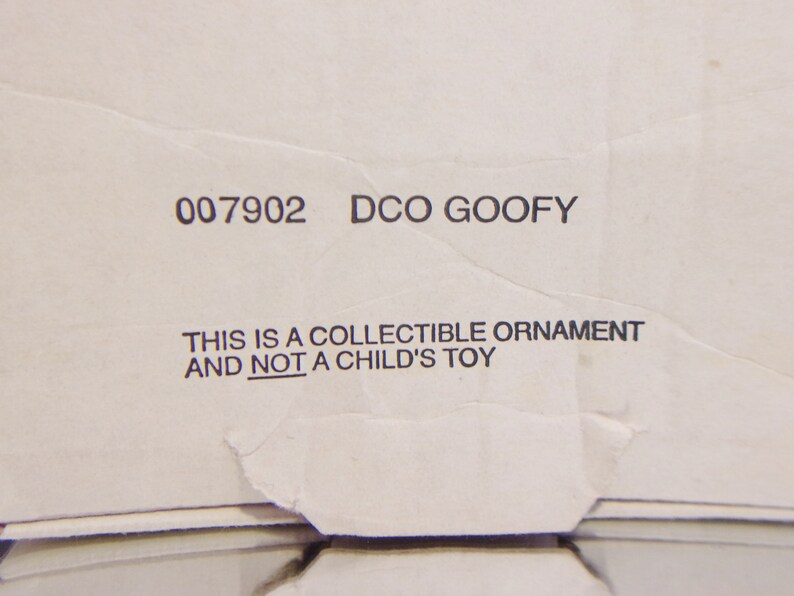 007902 DCO GOOFY
THIS IS A COLLECTIBLE ORNAMENT
AND NOT A CHILD'S TOY